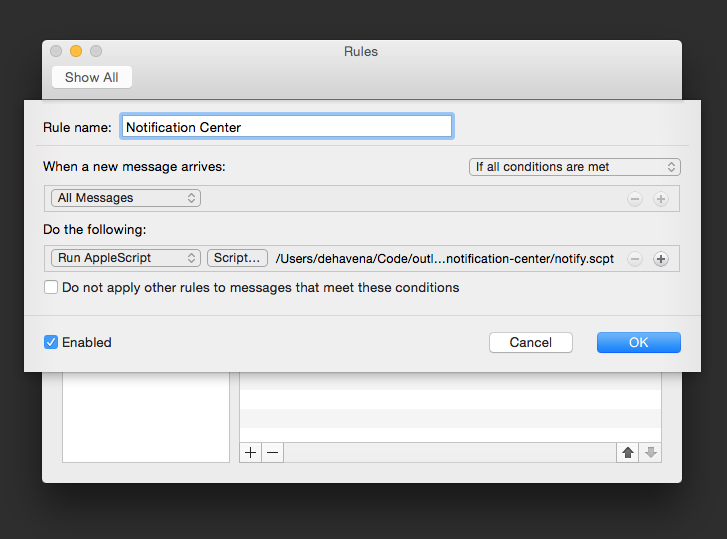 Rules
Show All
Rule name: Notification Center
When a new message arrives: If all conditions are met
All Messages
Do the following:
Run AppleScript Script... /Users/dehavena/Code/outl...notification-center/notify.scpt
Do not apply other rules to messages that meet these conditions
Enabled Cancel OK